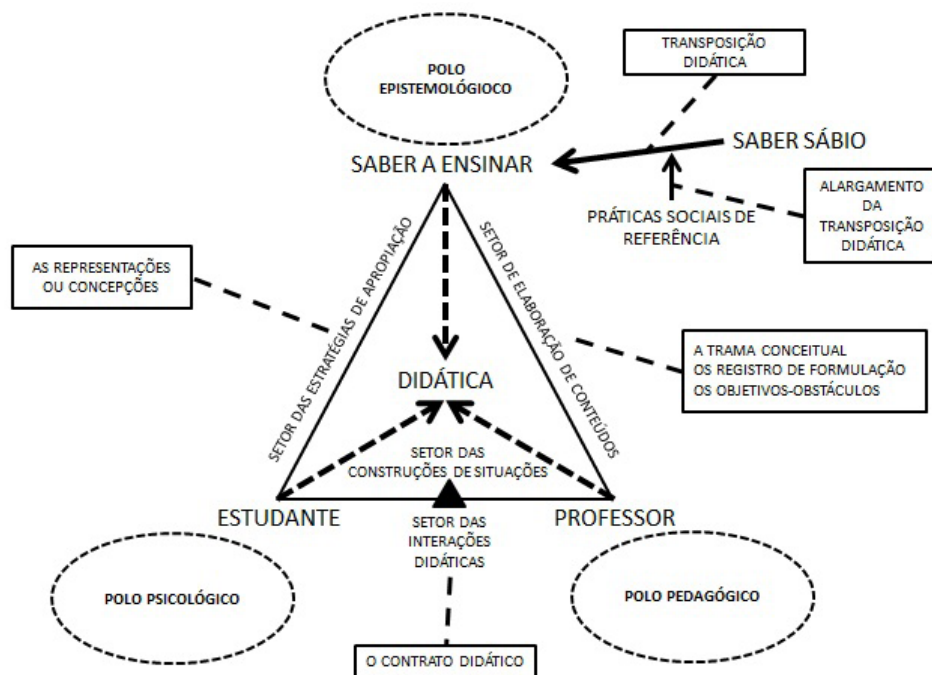 TRANSPOSIÇÃO
DIDÁTICA
POLO
EPISTEMOLÓGIOCO
SABER SÁBIO
SABER A ENSINAR
ALARGAMENTO
DA
TRANSPOSIÇÃO
DIDÁTICA
PRÁTICAS SOCIAIS DE
REFERÊNCIA
AS REPRESENTAÇÕES
OU CONCEPÇÕES
SETOR DAS ESTRATÉGIAS DE APROPIAÇÃO
SETOR DE ELABORAÇÃO DE CONTEÚDOS
A TRAMA CONCEITUAL
OS REGISTRO DE FORMULAÇÃO
OS OBJETIVOS-OBSTÁCULOS
DIDÁTICA
SETOR DAS
CONSTRUÇÕES DE SITUAÇÕES
ESTUDANTE
PROFESSOR
SETOR DAS
INTERAÇÕES
DIDÁTICAS
POLO PSICOLÓGICO
POLO PEDAGÓGICO
O CONTRATO DIDÁTICO